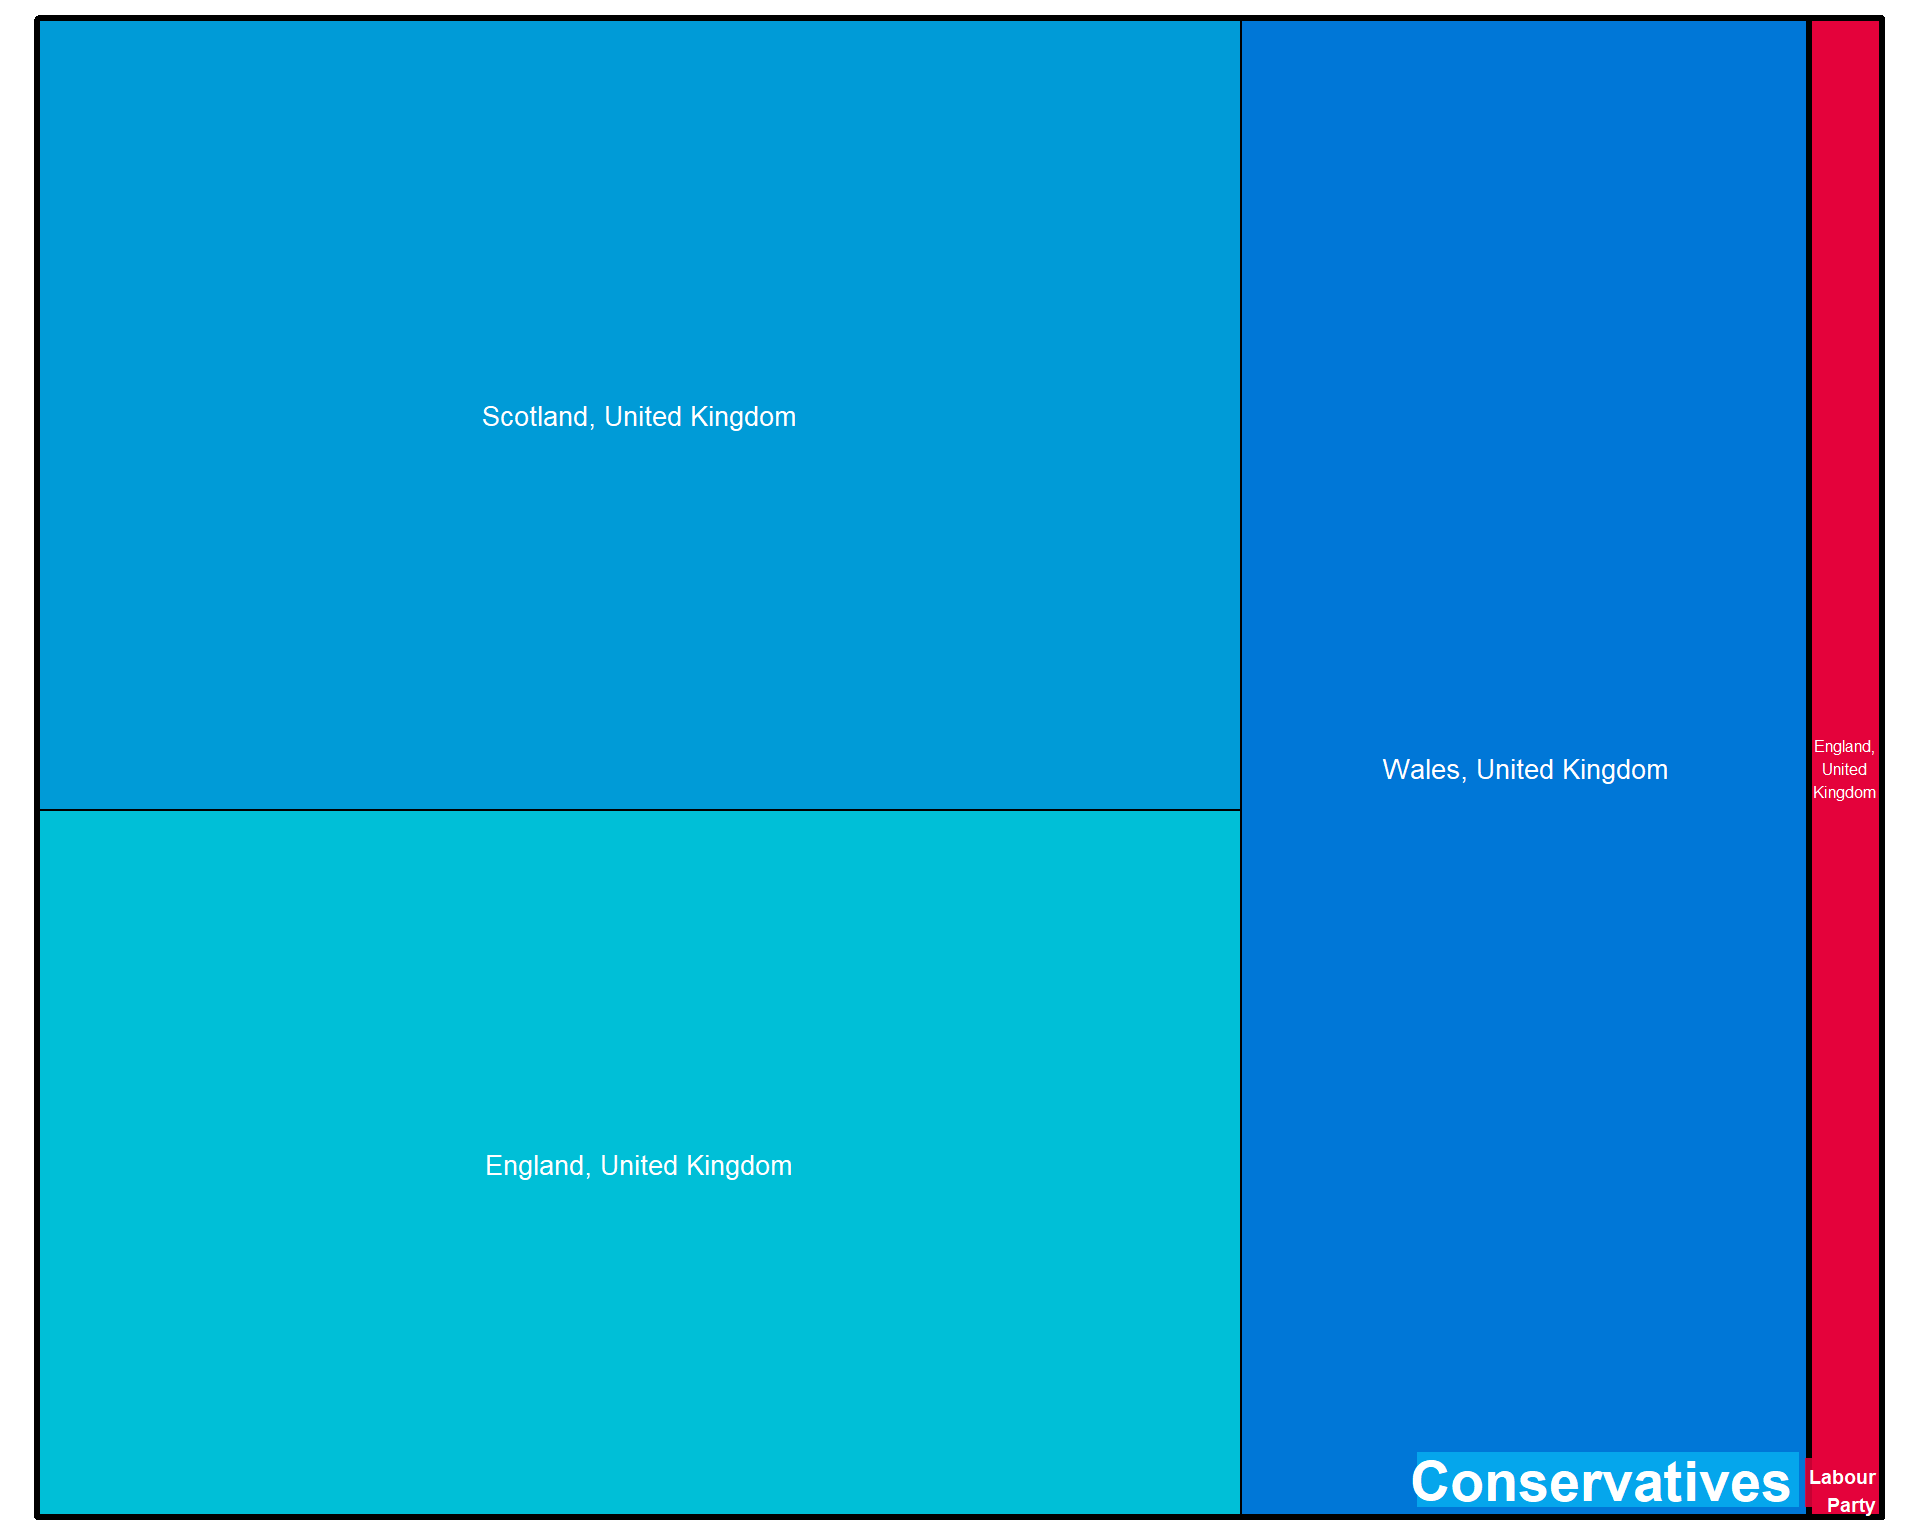 Scotland, United Kingdom
England, United Kingdom
Wales, United Kingdom
Conservatives
England,
United
Kingdom
Labour
Party